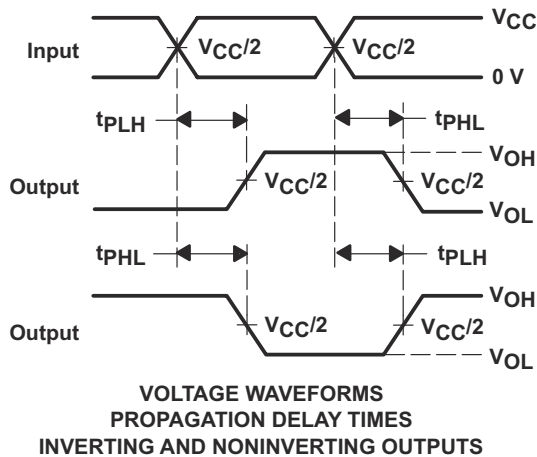 VCC
Input VCC/2 VCC/2
0 V
tPLH tPHL
VOH
Output VCC/2 VCC/2
VOL
tPHL tPLH
VOH
Output VCC/2 VCC/2
VOL
VOLTAGE WAVEFORMS
PROPAGATION DELAY TIMES
INVERTING AND NONINVERTING OUTPUTS